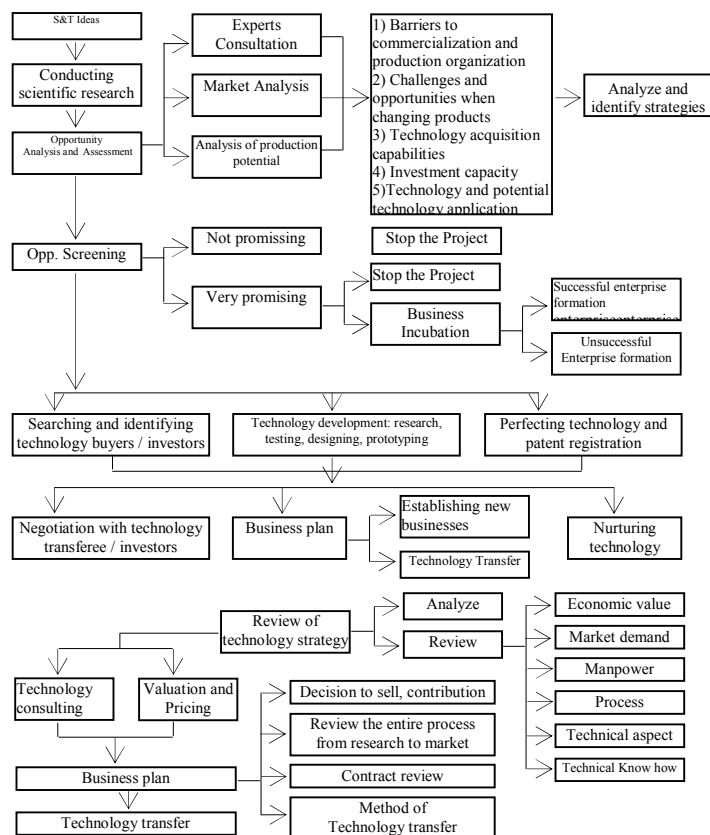 S&T Ideas
Conducting
scientific research
Opportunity
Analysis and Assessment
Experts
Consultation
Market Analysis
Analysis of production
potential
1) Barriers to
commercialization and
production organization
2) Challenges and
opportunities when
changing products
3) Technology acquisition
capabilities
4) Investment capacity
5)Technology and potential
technology application
Analyze and
identify strategies
Opp. Screening
Not promissing
Stop the Project
Very promising
Stop the Project
Business
Incubation
Successful enterprise
formation
enterpriseenterprise
Unsuccessful
Enterprise formation
Searching and identifying
technology buyers / investors
Technology development: research,
testing, designing, prototyping
Perfecting technology and
patent registration
Negotiation with technology
transferee / investors
Business plan
Establishing new
businesses
Technology Transfer
Nurturing
technology
Review of
technology strategy
Analyze
Review
Economic value
Market demand
Manpower
Process
Technical aspect
Technical Know how
Technology
consulting
Valuation and
Pricing
Business plan
Technology transfer
Decision to sell, contribution
Review the entire process
from research to market
Contract review
Method of
Technology transfer